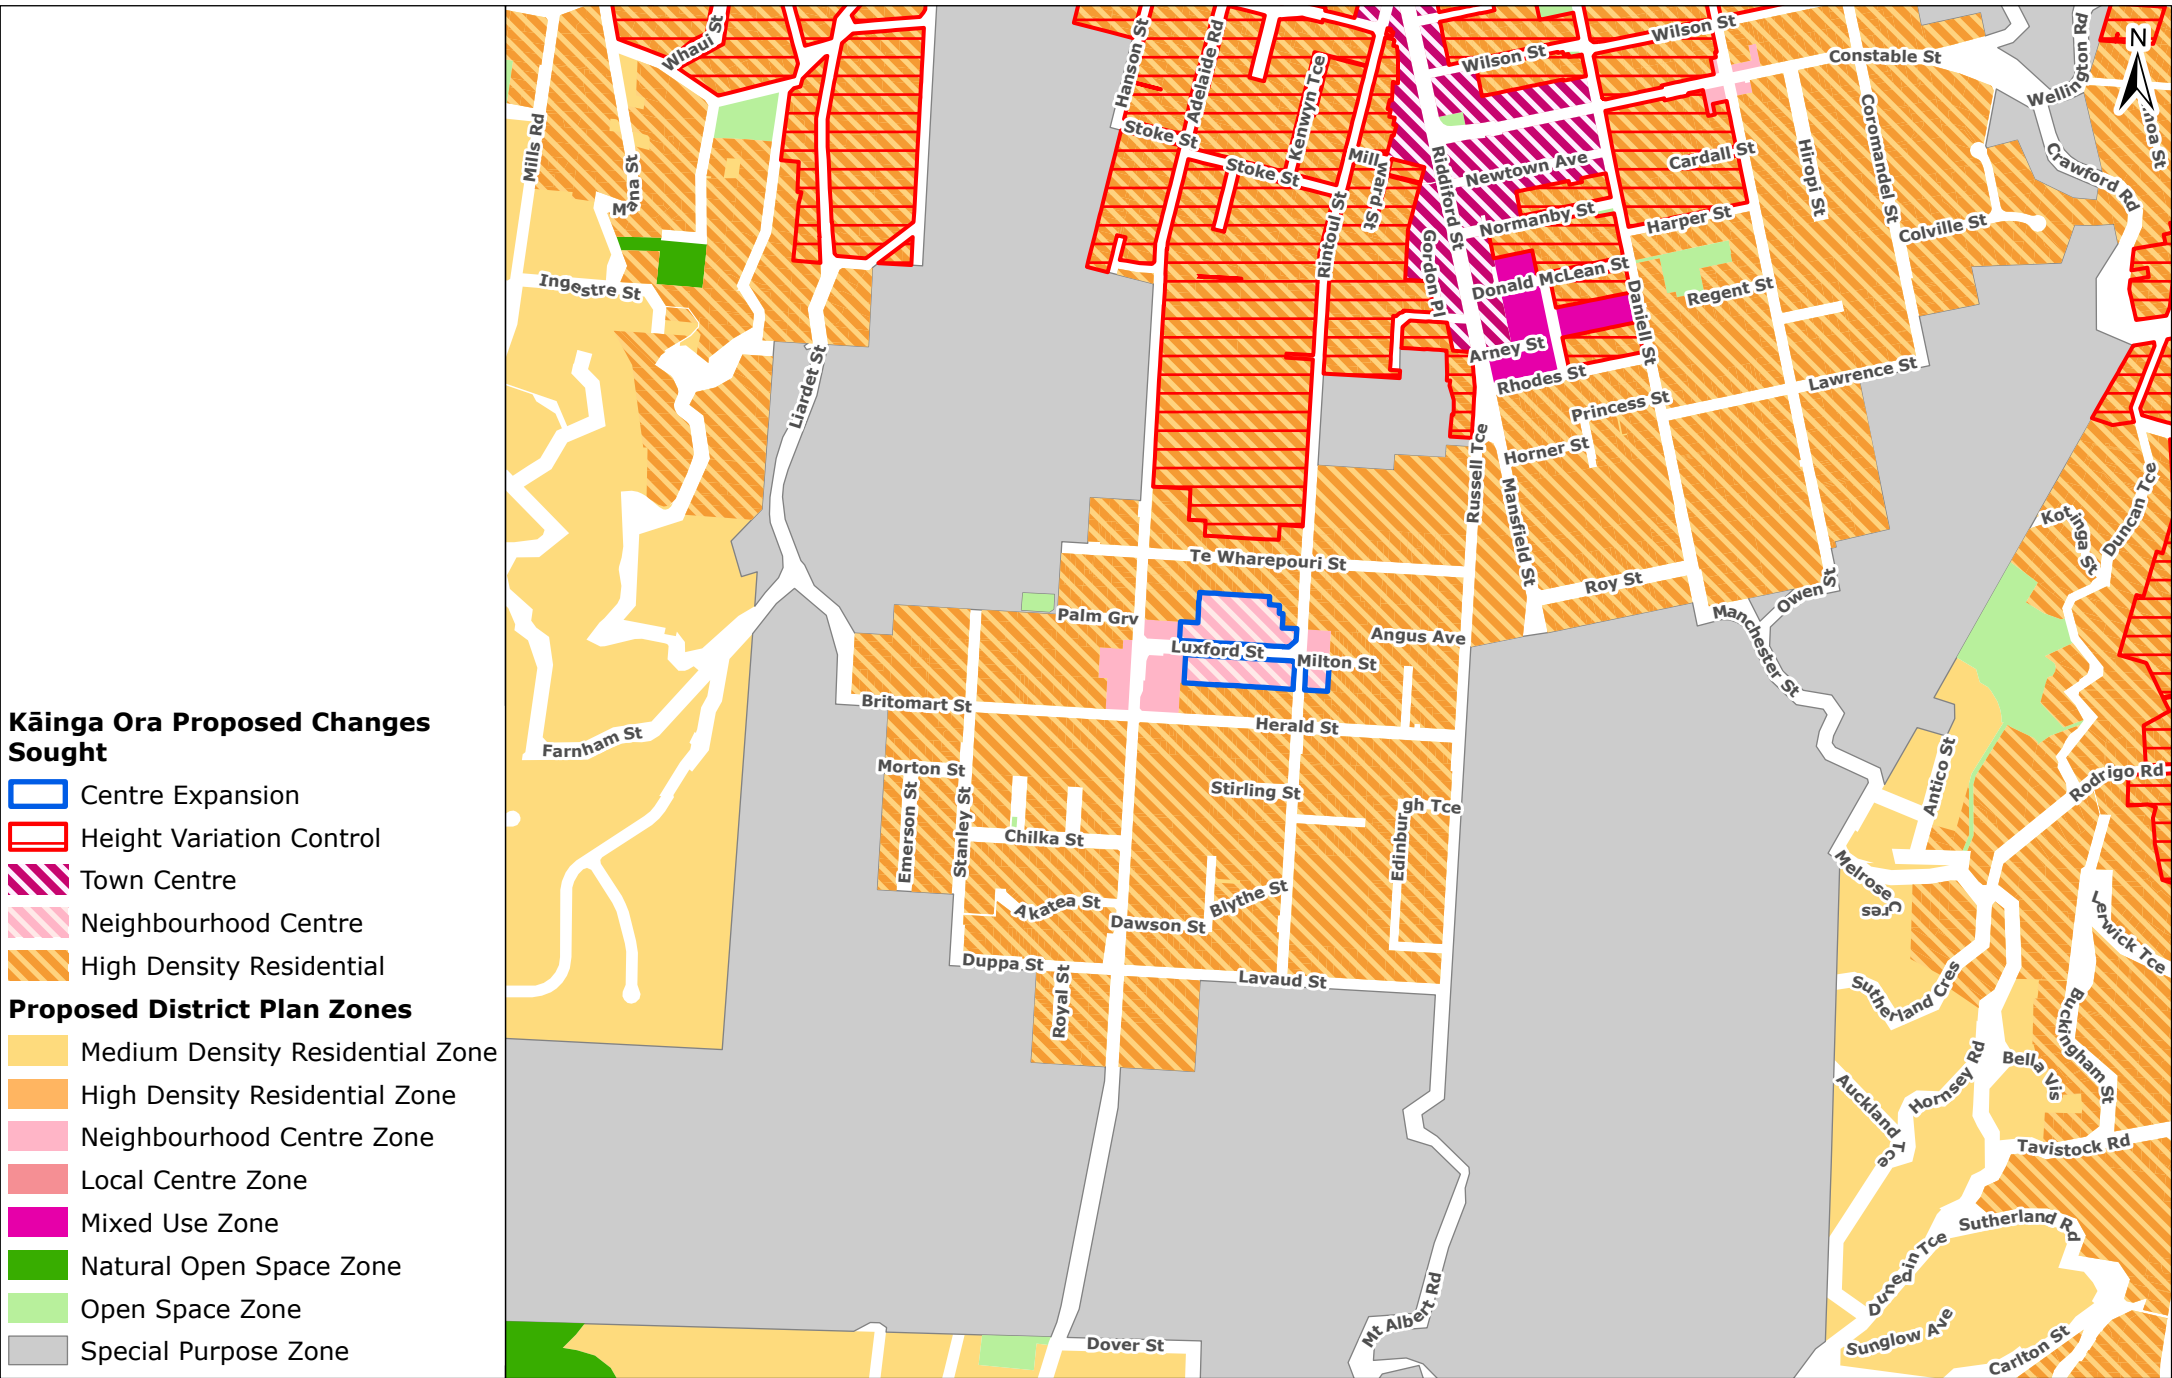 Kāinga Ora Proposed Changes
Sought
Centre Expansion
Height Variation Control
Town Centre
Neighbourhood Centre
High Density Residential
Proposed District Plan Zones
Medium Density Residential Zone
High Density Residential Zone
Neighbourhood Centre Zone
Local Centre Zone
Mixed Use Zone
Natural Open Space Zone
Open Space Zone
Special Purpose Zone
N
Whaui St
Hanson St
Adelaide Rd
Kenwyn Tce
Wilson St
Wilson St
Constable St
Wellington Rd
Mills Rd
Mana St
Stoke St
Stoke St
Millward St
Riddiford St
Newtown Ave
Cardall St
Hiropi St
Coromandel St
Crawford Rd
hoa St
Normanby St
Harper St
Colville St
Rintoul St
Gordon Pl
Donald McLean St
Regent St
Ingestre St
Daniell St
Liardet St
Arney St
Rhodes St
Princess St
Lawrence St
Horner St
Russell Tce
Mansfield St
Kotinga St
Duncan Tce
Te Wharepouri St
Roy St
Owen St
Palm Grv
Luxford St
Milton St
Angus Ave
Manchester St
Britomart St
Herald St
Farnham St
Morton St
Emerson St
Stanley St
Chilka St
Stirling St
Edinburgh Tce
Antico St
Rodrigo Rd
Melrose Cres
Akatea St
Dawson St
Blythe St
Lerwick Tce
Duppa St
Royal St
Lavaud St
Sutherland Cres
Buckingham St
Bella Vis
Hornsey Rd
Auckland Tce
Tavistock Rd
Sutherland Rd
Dunedin Tce
Sunglow Ave
Carlton St
Mt Albert Rd
Dover St